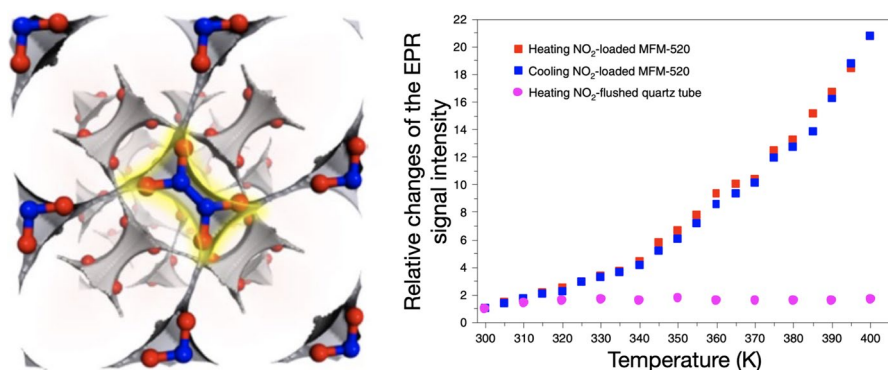 Relative changes of the EPR
signal intensity
22
20
18
16
14
12
10
8
6
4
2
0
Heating NO₂-loaded MFM-520
Cooling NO₂-loaded MFM-520
Heating NO₂-flushed quartz tube
300 310 320 330 340 350 360 370 380 390 400
Temperature (K)